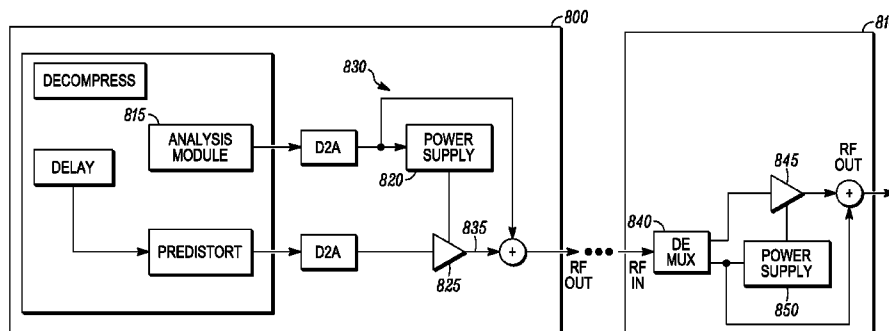 800
81
DECOMPRESS
830
815
ANALYSIS
MODULE
D2A
POWER
SUPPLY
820
DELAY
PREDISTORT
D2A
835
825
+
RF
OUT
RF
IN
840
DE
MUX
845
RF
OUT
+
POWER
SUPPLY
850